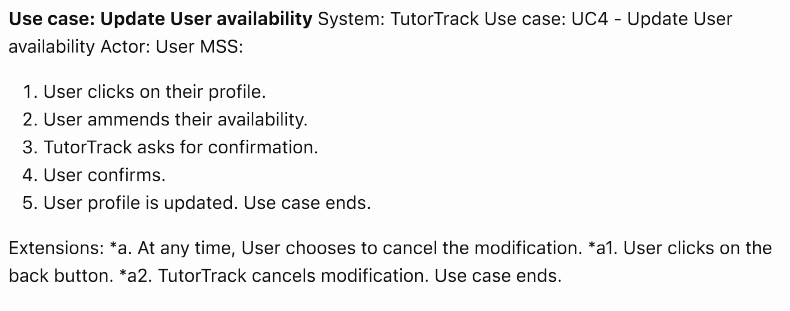 Use case: Update User availability System: TutorTrack Use case: UC4 - Update User
availability Actor: User MSS:
1. User clicks on their profile.
2. User ammends their availability.
3. TutorTrack asks for confirmation.
4. User confirms.
5. User profile is updated. Use case ends.
Extensions: *a. At any time, User chooses to cancel the modification. *a1. User clicks on the
back button. *a2. TutorTrack cancels modification. Use case ends.